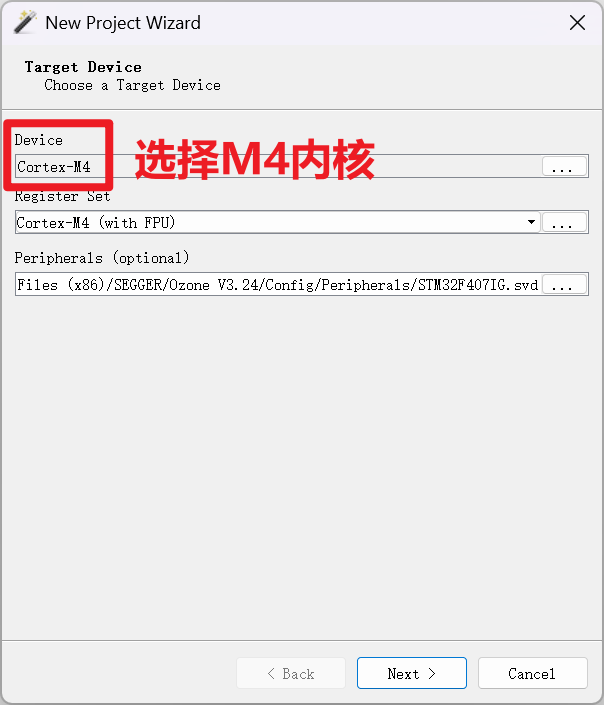 New Project Wizard
Target Device
Choose a Target Device
Device
选择M4内核
Cortex-M4
...
Register Set
Cortex-M4 (with FPU)
...
Peripherals (optional)
Files (x86)/SEGGER/Ozone V3.24/Config/Peripherals/STM32F407IG.svd
...
< Back
Next >
Cancel